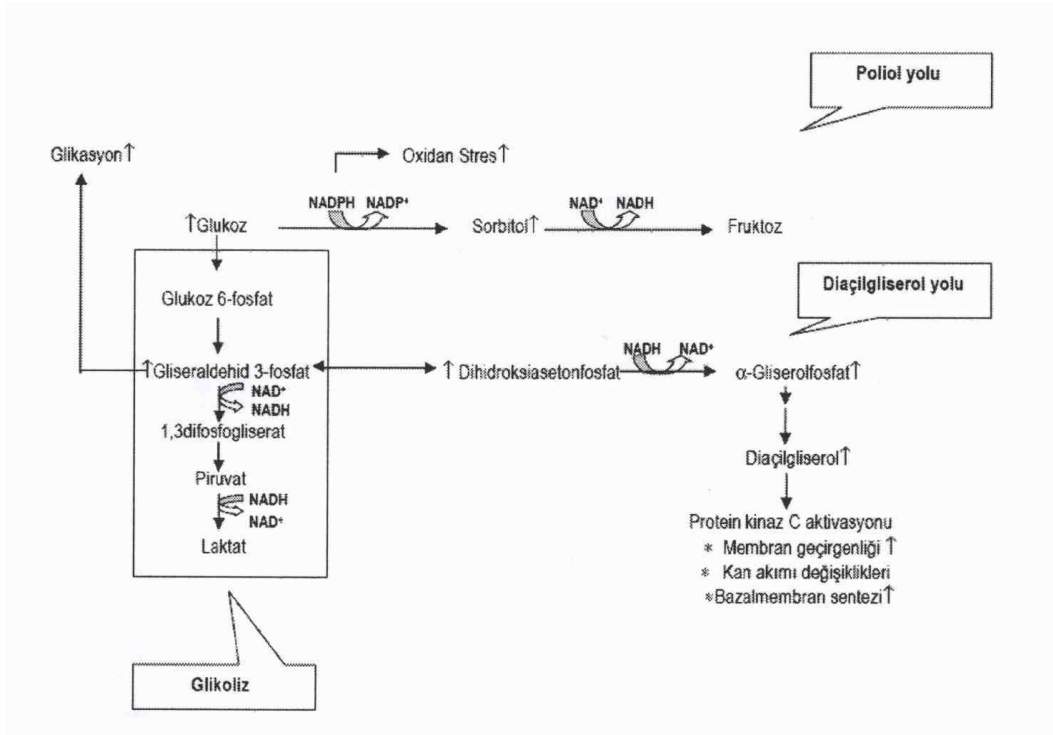 Poliol yolu
Glikasyon↑
Oxidan Stres↑
NADPH NADP⁺
NAD⁺ NADH
↑Glukoz
Sorbitol↑
Fruktoz
Glukoz 6-fosfat
Diaçilgliserol yolu
NADH NAD⁺
↑Gliseraldehid 3-fosfat
↑ Dihidroksiasetonfosfat
α-Gliserolfosfat↑
NAD⁺
NADH
1,3difosfogliserat
Diaçilgliserol↑
Piruvat
NADH
NAD⁺
Laktat
Protein kinaz C aktivasyonu
* Membran geçirgenliği ↑
* Kan akımı değişiklikleri
*Bazalmembran sentezi↑
Glikoliz